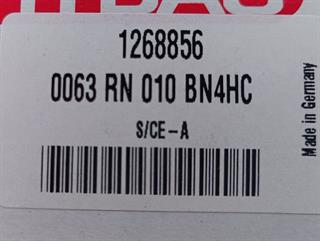 1268856
0063 RN 010 BN4HC
S/CE-A
Made in Germany